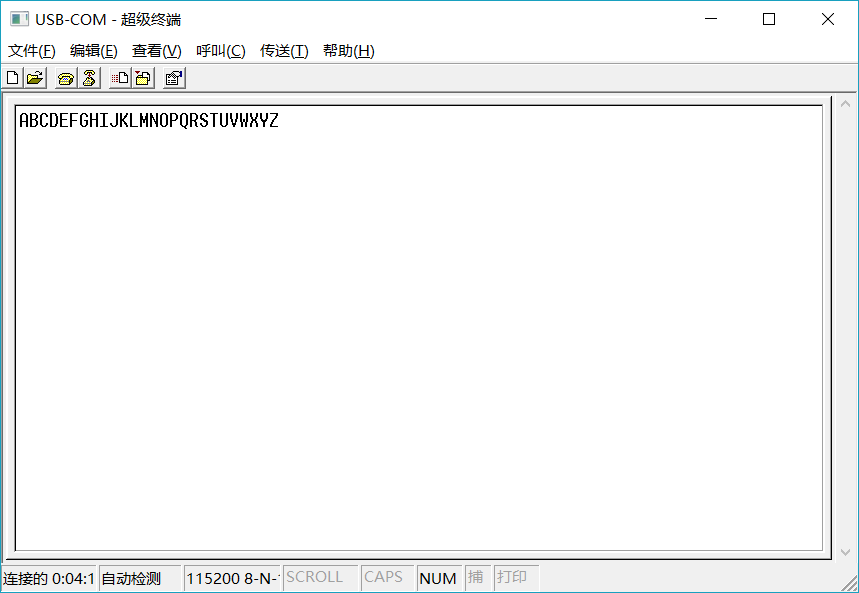 USB-COM - 超级终端
文件(F) 编辑(E) 查看(V) 呼叫(C) 传送(T) 帮助(H)
ABCDEFGHIJKLMNOPQRSTUVWXYZ
连接的 0:04:1 自动检测 115200 8-N- SCROLL CAPS NUM 捕 打印